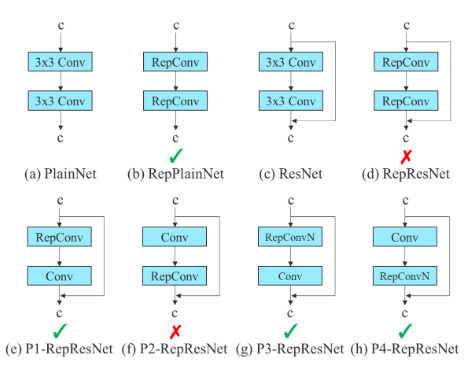 c c c c
3x3 Conv RepConv 3x3 Conv RepConv
3x3 Conv RepConv 3x3 Conv RepConv
c c c c
✓ ✗
(a) PlainNet (b) RepPlainNet (c) ResNet (d) RepResNet
c c c c
RepConv Conv RepConvN Conv
Conv RepConv Conv RepConvN
c c c c
✓ ✗ ✓ ✓
(e) P1-RepResNet (f) P2-RepResNet (g) P3-RepResNet (h) P4-RepResNet